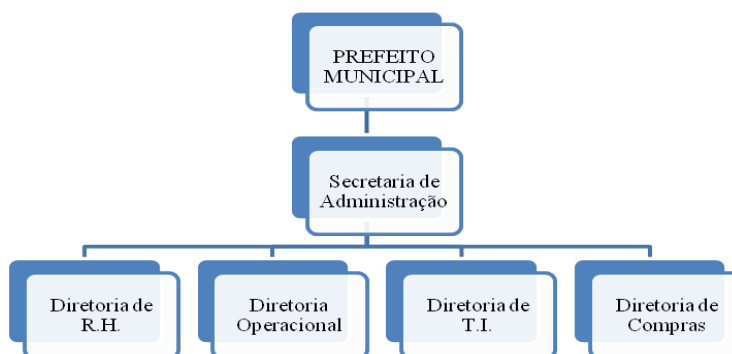 PREFEITO
MUNICIPAL
Secretaria de
Administração
Diretoria de
R.H.
Diretoria
Operacional
Diretoria de
T.I.
Diretoria de
Compras